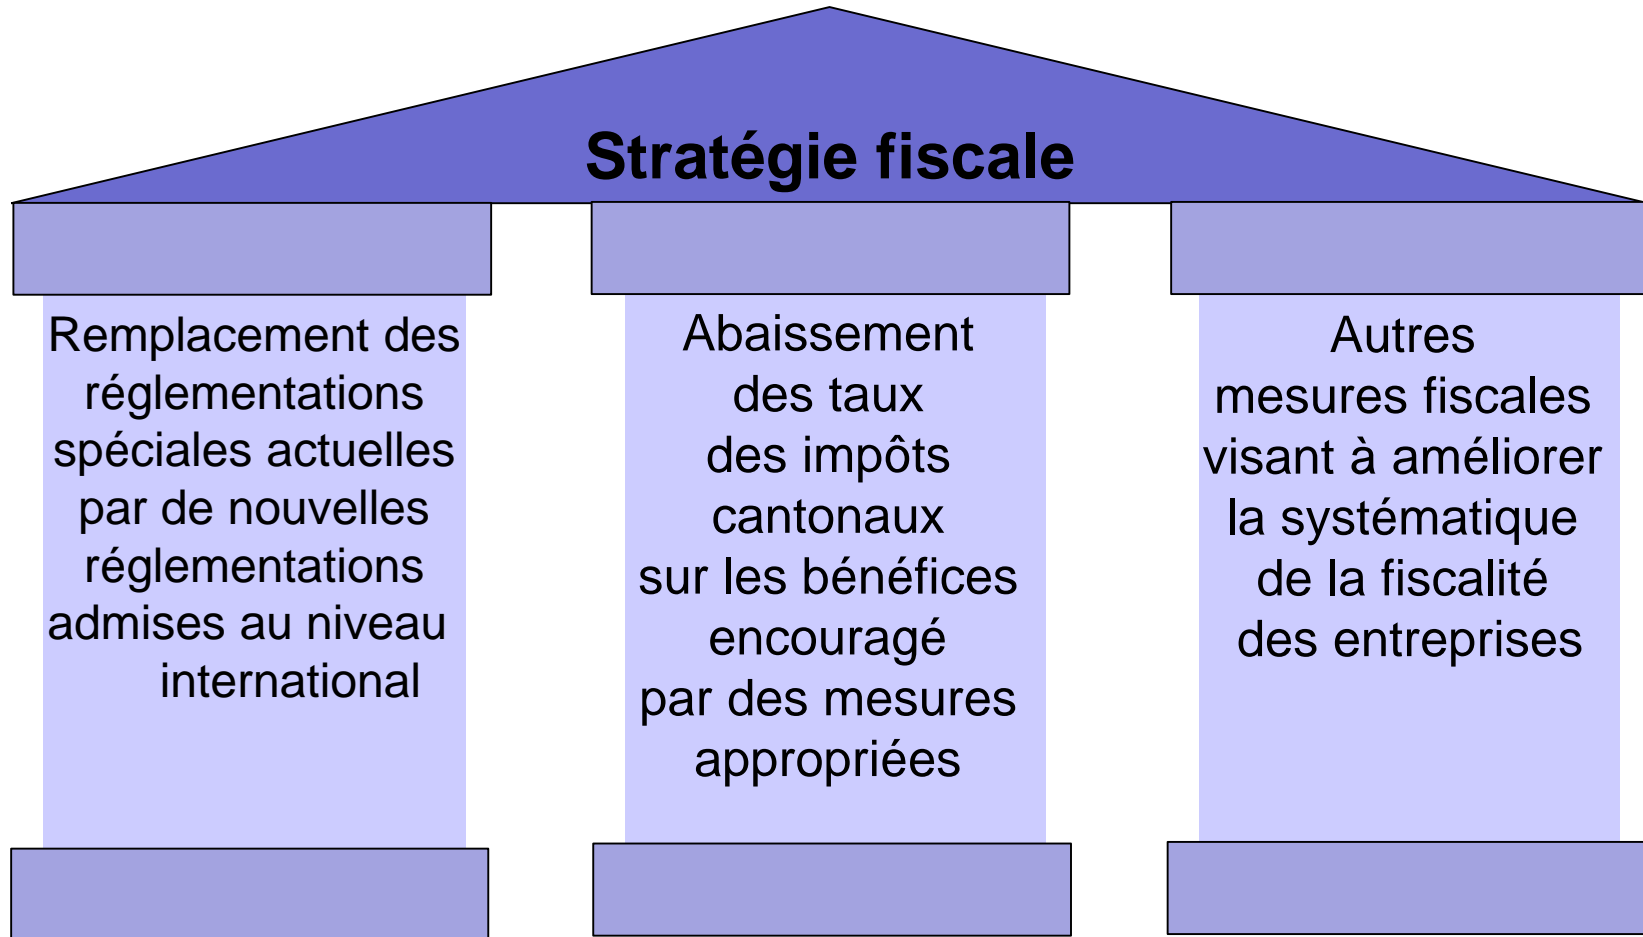 Stratégie fiscale
Remplacement des
réglementations
spéciales actuelles
par de nouvelles
réglementations
admises au niveau
international
Abaissement
des taux
des impôts
cantonaux
sur les bénéfices
encouragé
par des mesures
appropriées
Autres
mesures fiscales
visant à améliorer
la systématique
de la fiscalité
des entreprises